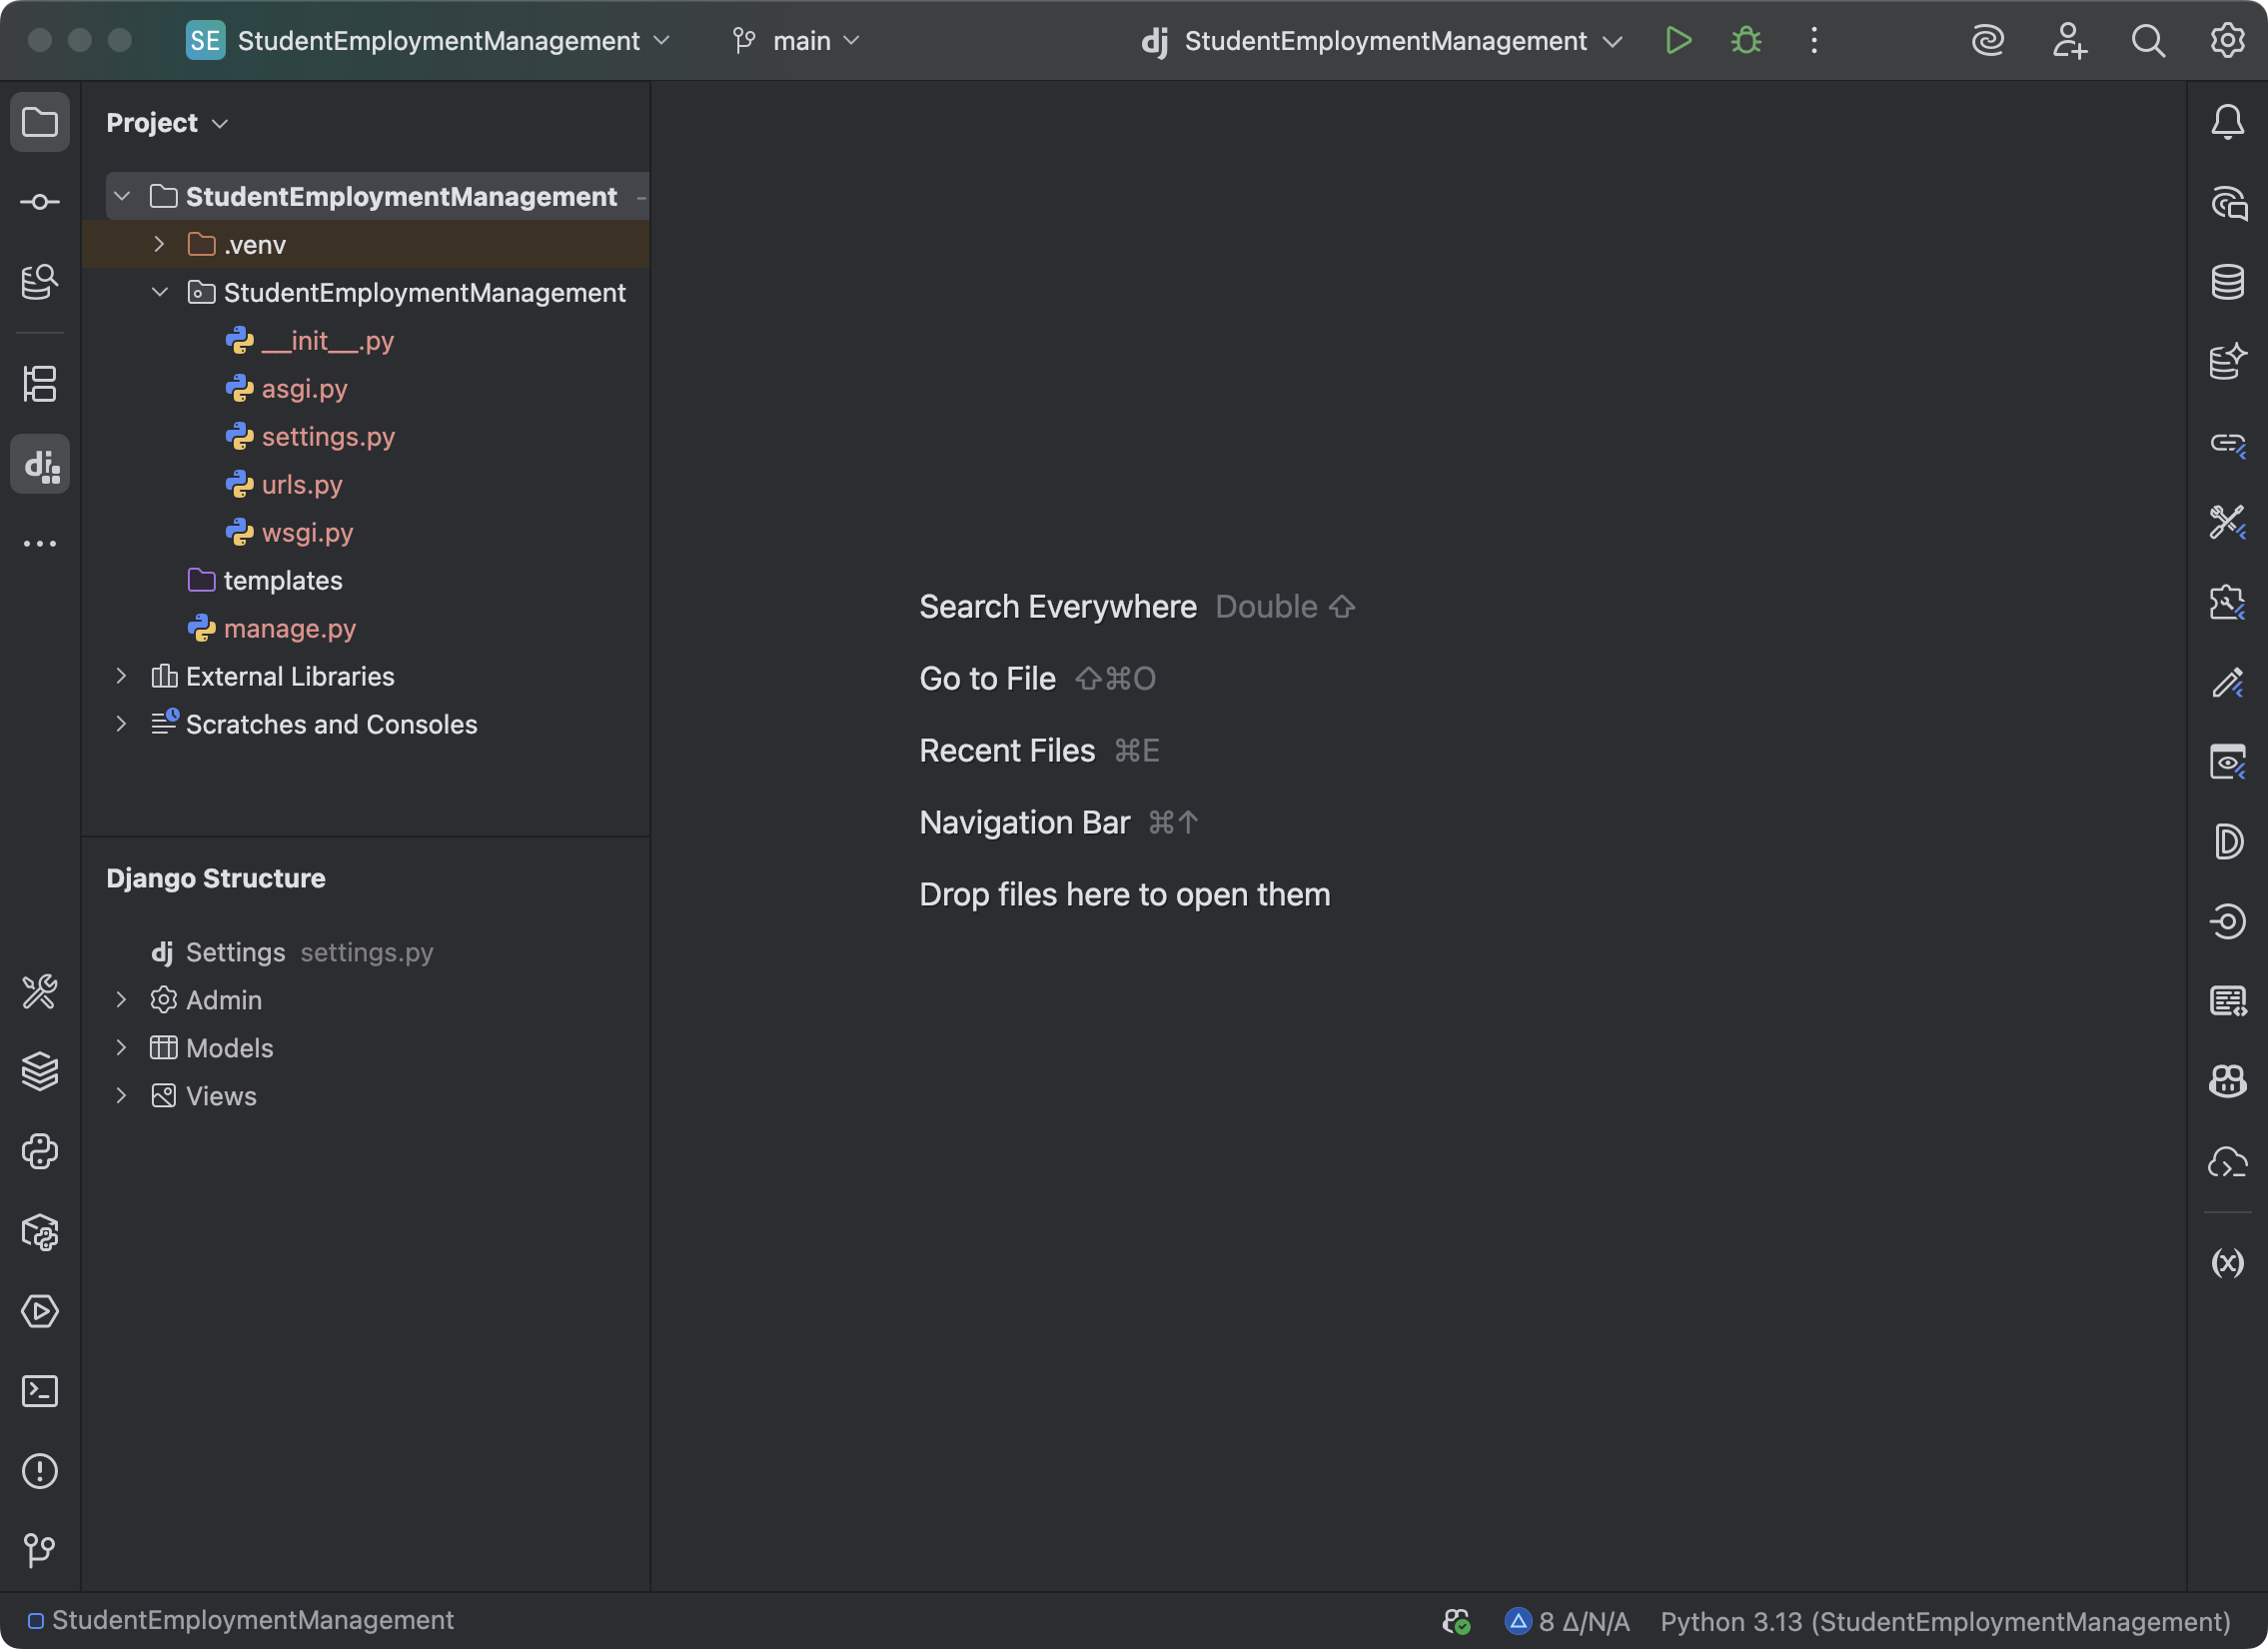 SE StudentEmploymentManagement main dj StudentEmploymentManagement
Project
StudentEmploymentManagement
.venv
StudentEmploymentManagement
__init__.py
asgi.py
settings.py
urls.py
wsgi.py
templates
manage.py
External Libraries
Scratches and Consoles
Search Everywhere Double ⇧
Go to File ⇧⌘O
Recent Files ⌘E
Navigation Bar ⌘↑
Drop files here to open them
Django Structure
dj Settings settings.py
Admin
Models
Views
StudentEmploymentManagement 8 Δ/N/A Python 3.13 (StudentEmploymentManagement)